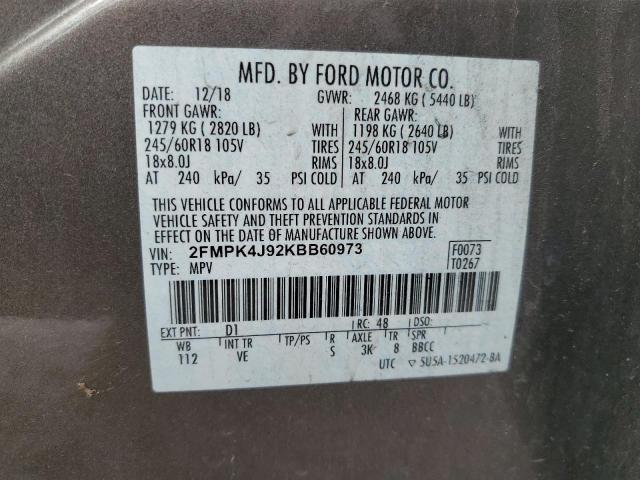 MFD. BY FORD MOTOR CO.
DATE: 12/18 GVWR: 2468 KG ( 5440 LB)
FRONT GAWR: REAR GAWR:
1279 KG ( 2820 LB) WITH 1198 KG ( 2640 LB) WITH
245/60R18 105V TIRES 245/60R18 105V TIRES
18x8.0J RIMS 18x8.0J RIMS
AT 240 kPa/ 35 PSI COLD AT 240 kPa/ 35 PSI COLD
THIS VEHICLE CONFORMS TO ALL APPLICABLE FEDERAL MOTOR
VEHICLE SAFETY AND THEFT PREVENTION STANDARDS IN
EFFECT ON THE DATE OF MANUFACTURE SHOWN ABOVE.
VIN: 2FMPK4J92KBB60973 F0073
TYPE: MPV T0267
EXT PNT: D1 RC: 48 DSO:
WB INT TR TP/PS R AXLE TR SPR
112 VE S 3K 8 BBCC
UTC ▽ 5U5A-1520472-BA